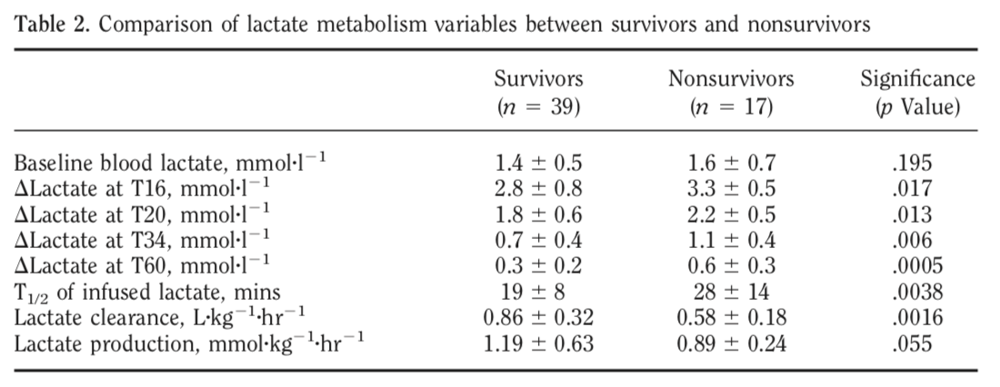 Table 2. Comparison of lactate metabolism variables between survivors and nonsurvivors
Survivors Nonsurvivors Significance
(n = 39) (n = 17) (p Value)
Baseline blood lactate, mmol·l⁻¹ 1.4 ± 0.5 1.6 ± 0.7 .195
ΔLactate at T16, mmol·l⁻¹ 2.8 ± 0.8 3.3 ± 0.5 .017
ΔLactate at T20, mmol·l⁻¹ 1.8 ± 0.6 2.2 ± 0.5 .013
ΔLactate at T34, mmol·l⁻¹ 0.7 ± 0.4 1.1 ± 0.4 .006
ΔLactate at T60, mmol·l⁻¹ 0.3 ± 0.2 0.6 ± 0.3 .0005
T₁/₂ of infused lactate, mins 19 ± 8 28 ± 14 .0038
Lactate clearance, L·kg⁻¹·hr⁻¹ 0.86 ± 0.32 0.58 ± 0.18 .0016
Lactate production, mmol·kg⁻¹·hr⁻¹ 1.19 ± 0.63 0.89 ± 0.24 .055